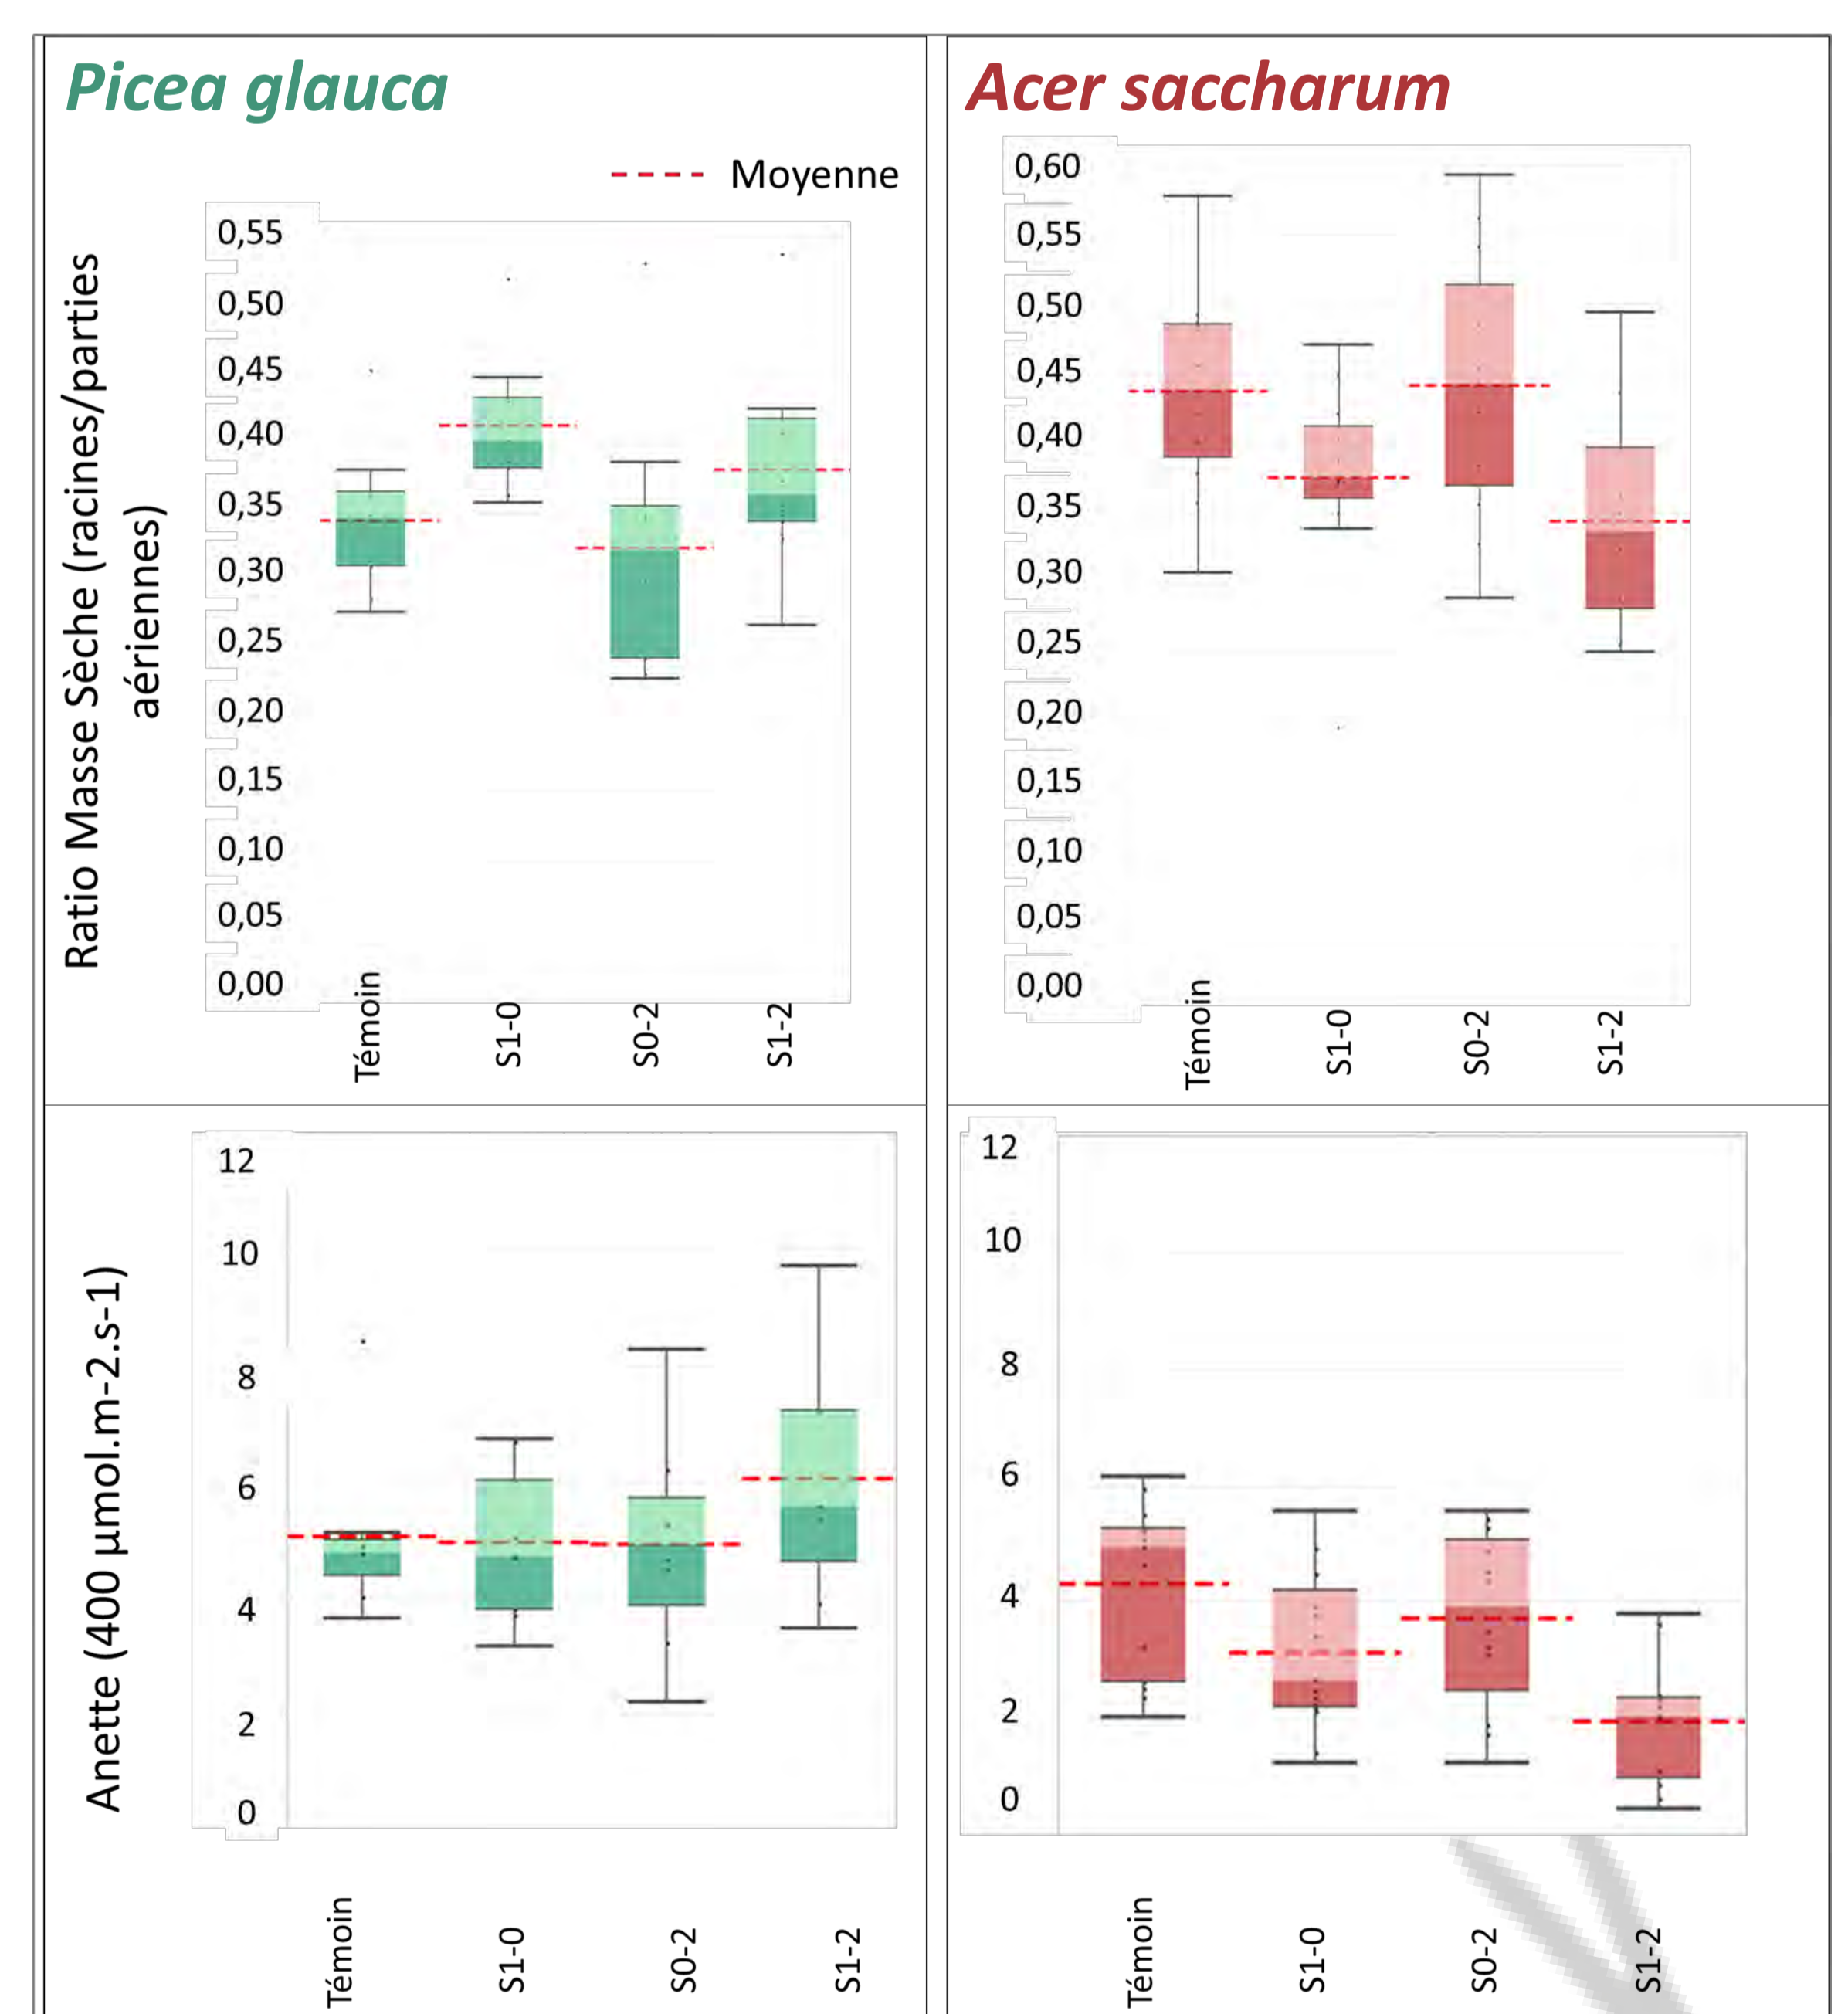 Picea glauca
Moyenne
Ratio Masse Sèche (racines/parties
aériennes)
0,55
0,50
0,45
0,40
0,35
0,30
0,25
0,20
0,15
0,10
0,05
0,00
Témoin
S1-0
S0-2
S1-2
Acer saccharum
0,60
0,55
0,50
0,45
0,40
0,35
0,30
0,25
0,20
0,15
0,10
0,05
0,00
Témoin
S1-0
S0-2
S1-2
Anette (400 µmol.m-2.s-1)
12
10
8
6
4
2
0
Témoin
S1-0
S0-2
S1-2
12
10
8
6
4
2
0
Témoin
S1-0
S0-2
S1-2